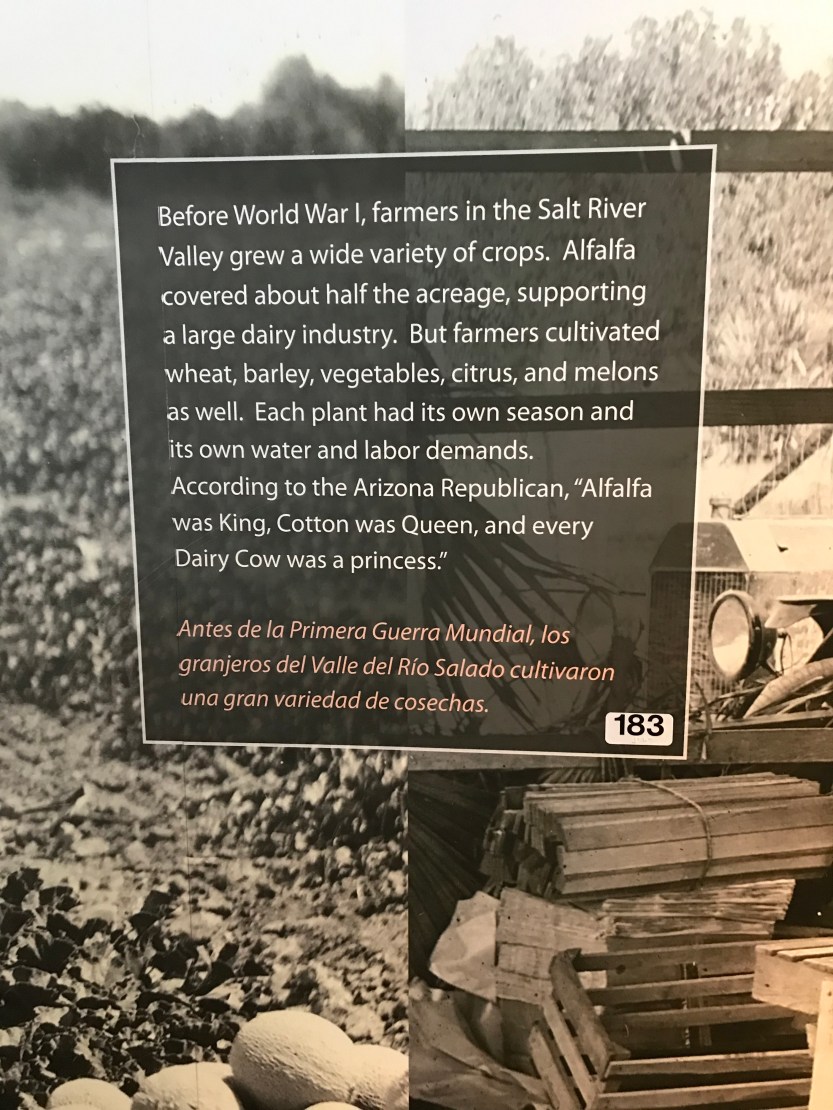 Before World War I, farmers in the Salt River
Valley grew a wide variety of crops. Alfalfa
covered about half the acreage, supporting
a large dairy industry. But farmers cultivated
wheat, barley, vegetables, citrus, and melons
as well. Each plant had its own season and
its own water and labor demands.
According to the Arizona Republican, “Alfalfa
was King, Cotton was Queen, and every
Dairy Cow was a princess.”
Antes de la Primera Guerra Mundial, los
granjeros del Valle del Río Salado cultivaron
una gran variedad de cosechas.
183